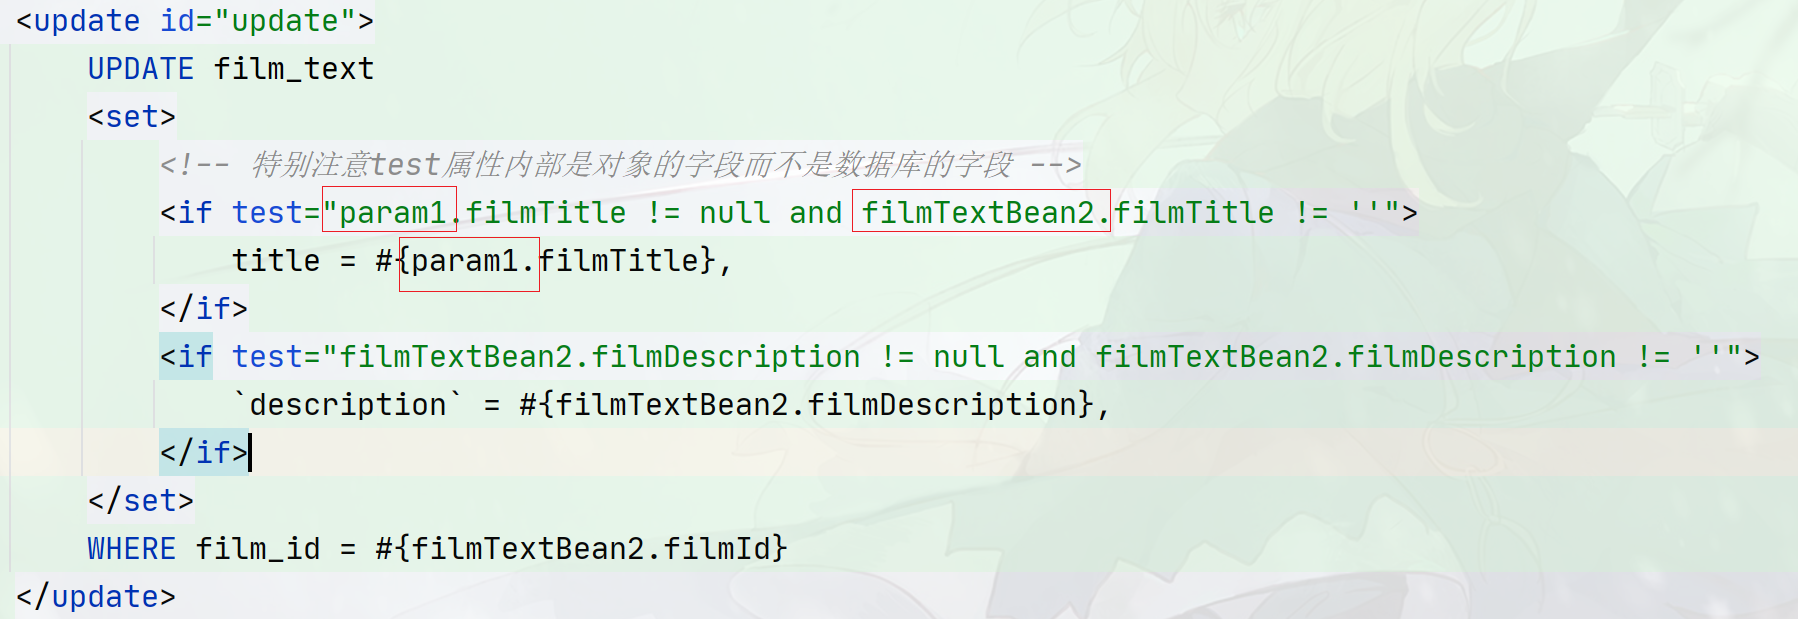 <update id="update">
UPDATE film_text
<set>
<!-- 特别注意test属性内部是对象的字段而不是数据库的字段 -->
<if test="param1.filmTitle != null and filmTextBean2.filmTitle != ''">
title = #{param1.filmTitle},
</if>
<if test="filmTextBean2.filmDescription != null and filmTextBean2.filmDescription != ''">
`description` = #{filmTextBean2.filmDescription},
</if>
</set>
WHERE film_id = #{filmTextBean2.filmId}
</update>